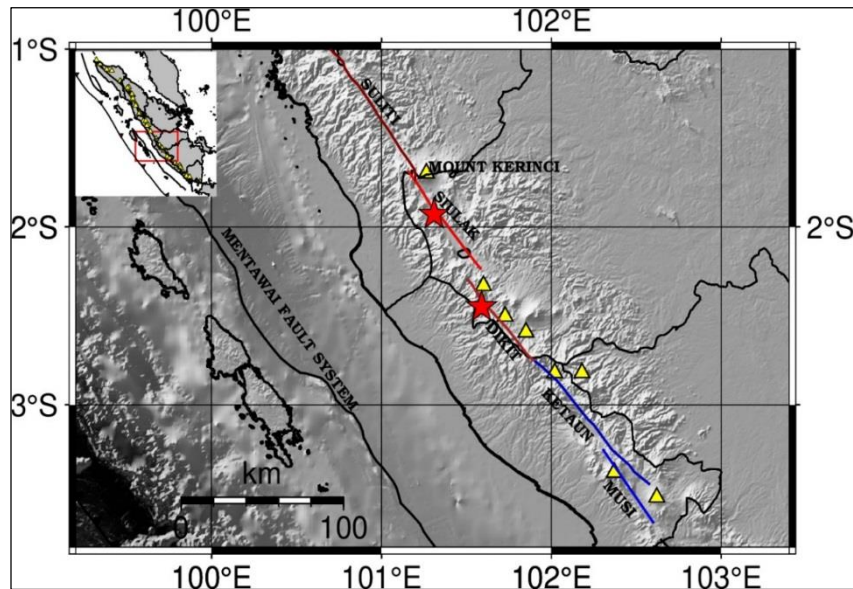 100°E 102°E
1°S
SULITI
MOUNT KERINCI
SIULAK
2°S 2°S
MENTAWAI FAULT SYSTEM
DIKIT
3°S
KETAUN
MUSI
km
0 100
100°E 101°E 102°E 103°E